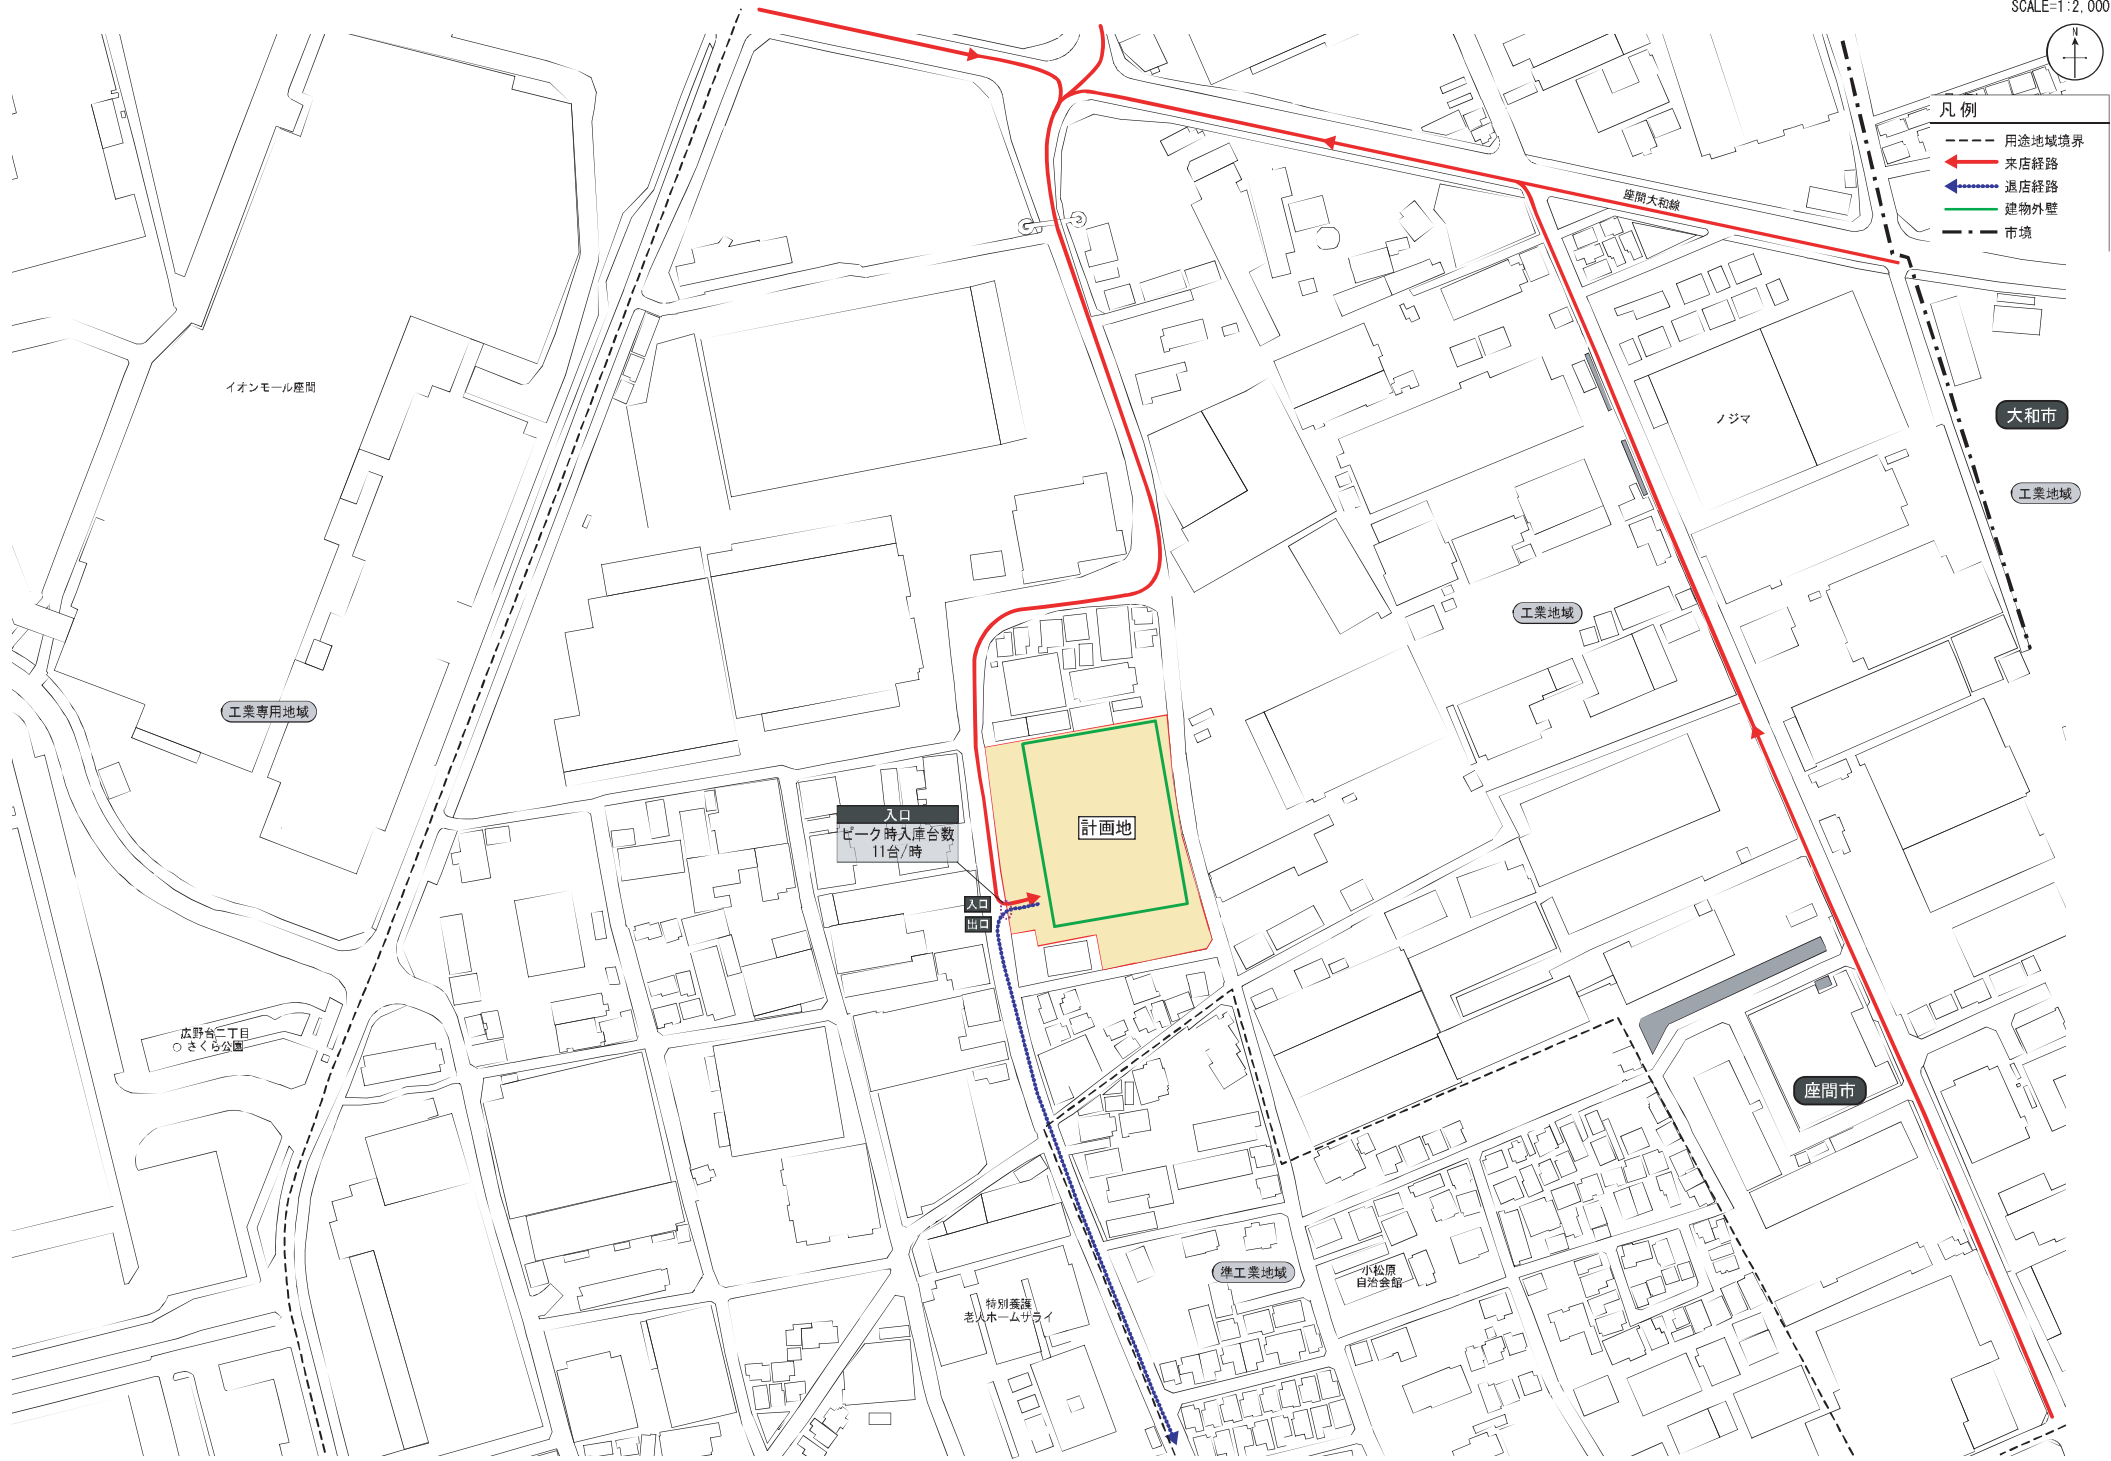 SCALE=1:2,000
N
凡例
用途地域境界
来店経路
退店経路
建物外壁
市境
座間大和線
イオンモール座間
ノジマ
大和市
工業地域
工業地域
工業専用地域
入口
ピーク時入庫台数
11台/時
計画地
入口
出口
広野台二丁目
さくら公園
座間市
準工業地域
小松原
自治会館
特別養護
老人ホームサライ